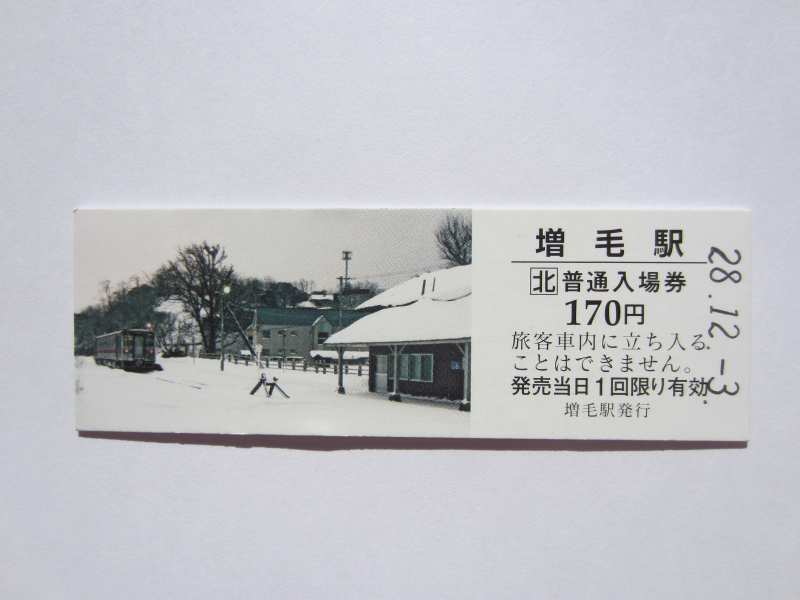 増毛駅
北 普通入場券
170円
旅客車内に立ち入る
ことはできません。
発売当日1回限り有効
増毛駅発行
28.12.-3.